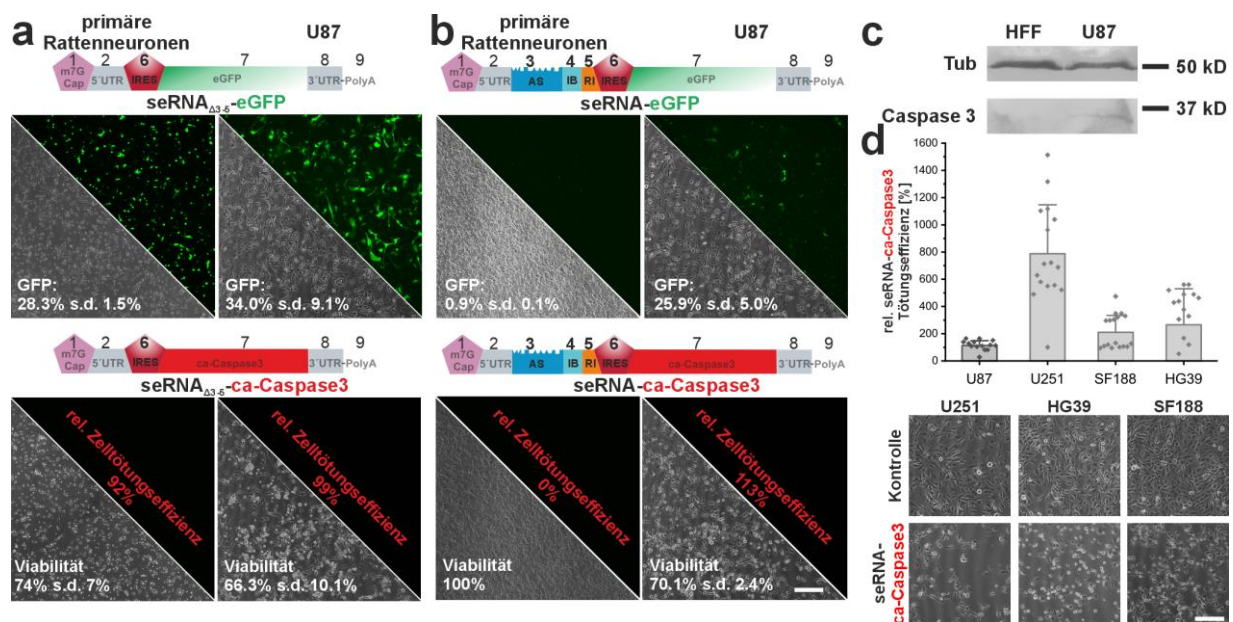 a
primäre
Rattenneuronen
U87
1 2 6 7 8 9
m7G
Cap
5´UTR
IRES
eGFP
3´UTR
PolyA
seRNAΔ3-5-eGFP
GFP:
28.3% s.d. 1.5%
GFP:
34.0% s.d. 9.1%
1 2 6 7 8 9
m7G
Cap
5´UTR
IRES
ca-Caspase3
3´UTR
PolyA
seRNAΔ3-5-ca-Caspase3
rel. Zelltötungseffizienz
92%
Viabilität
74% s.d. 7%
rel. Zelltötungseffizienz
99%
Viabilität
66.3% s.d. 10.1%
b
primäre
Rattenneuronen
U87
1 2 3 4 5 6 7 8 9
m7G
Cap
5´UTR
AS
IB
RI
IRES
eGFP
3´UTR
PolyA
seRNA-eGFP
GFP:
0.9% s.d. 0.1%
GFP:
25.9% s.d. 5.0%
1 2 3 4 5 6 7 8 9
m7G
Cap
5´UTR
AS
IB
RI
IRES
ca-Caspase3
3´UTR
PolyA
seRNA-ca-Caspase3
rel. Zelltötungseffizienz
0%
Viabilität
100%
rel. Zelltötungseffizienz
113%
Viabilität
70.1% s.d. 2.4%
c
HFF U87
Tub
50 kD
Caspase 3
37 kD
d
rel. seRNA-ca-Caspase3
Tötungseffizienz [%]
1600
1400
1200
1000
800
600
400
200
0
U87 U251 SF188 HG39
U251 HG39 SF188
Kontrolle
seRNA-
ca-Caspase3